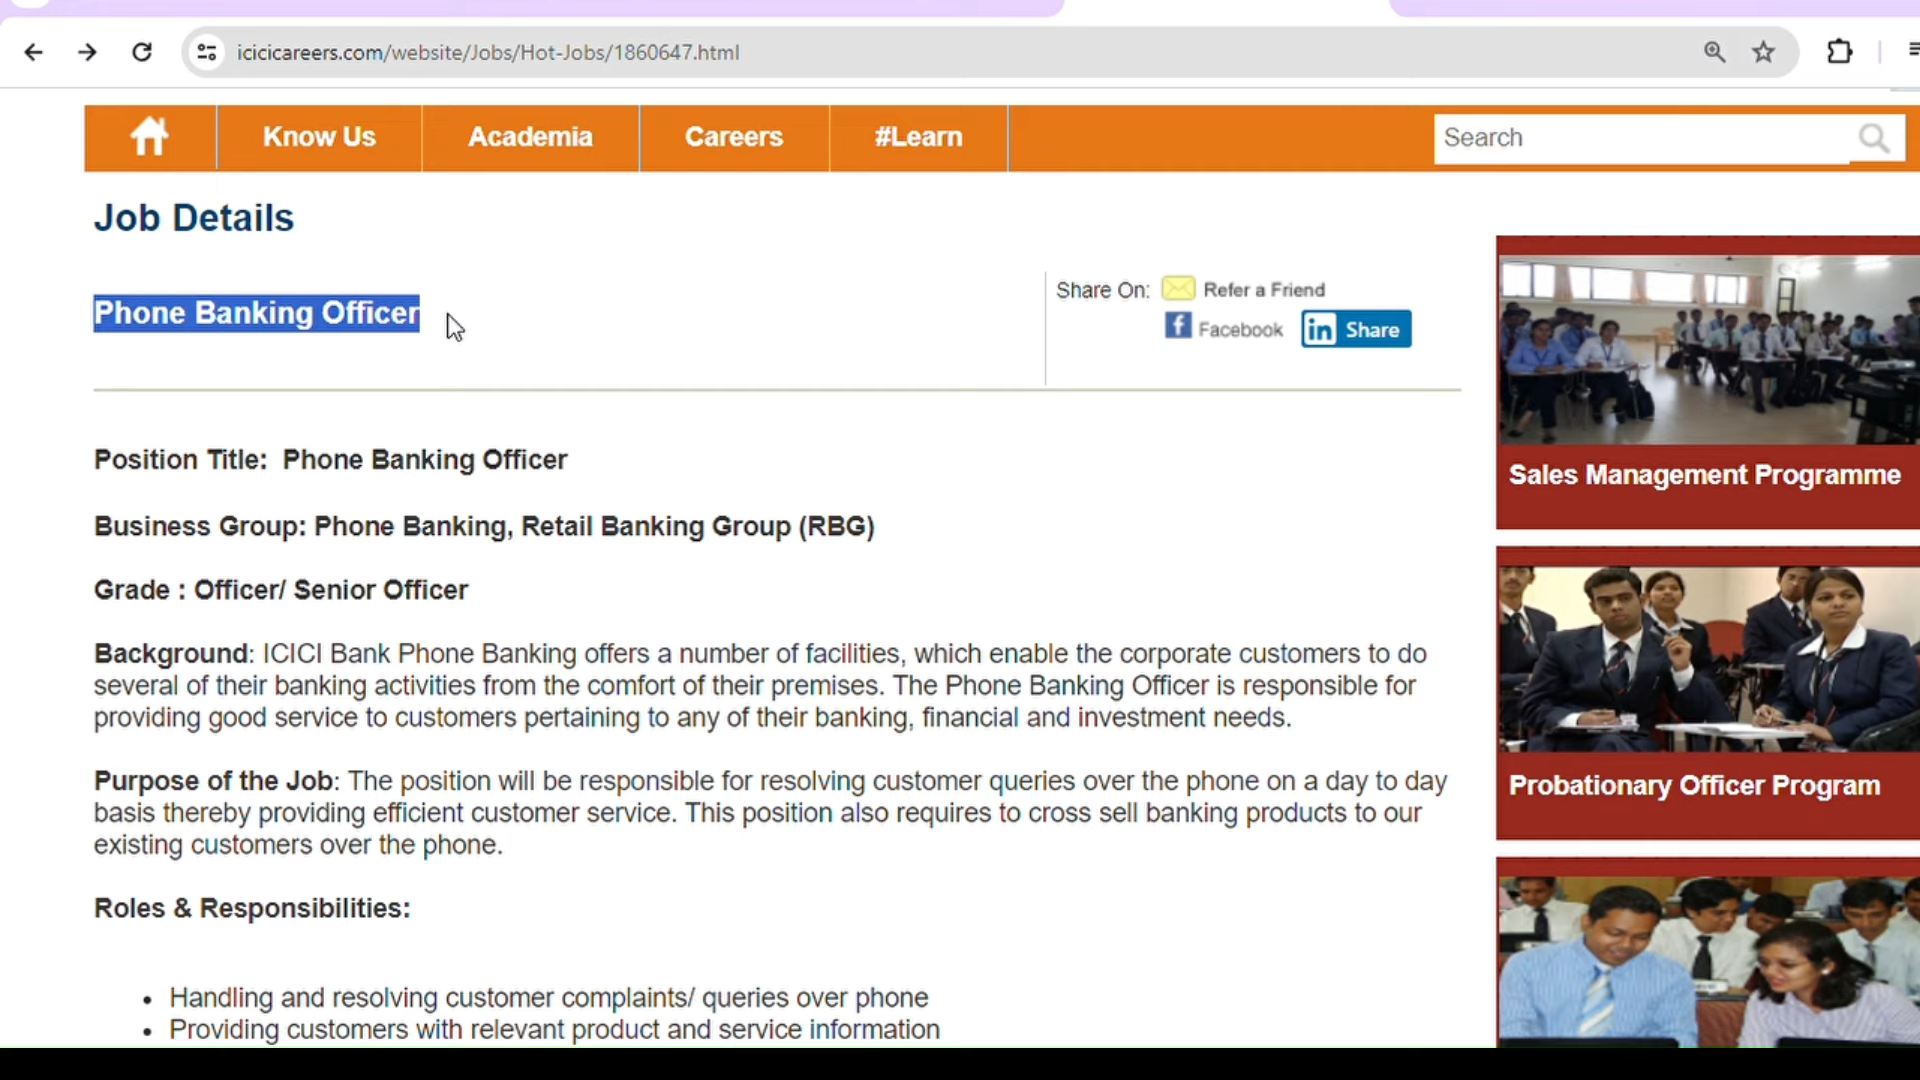 icicicareers.com/website/Jobs/Hot-Jobs/1860647.html
Know Us
Academia
Careers
#Learn
Search
Job Details
Phone Banking Officer
Share On:
Refer a Friend
Facebook
in Share
Position Title: Phone Banking Officer
Business Group: Phone Banking, Retail Banking Group (RBG)
Grade : Officer/ Senior Officer
Background: ICICI Bank Phone Banking offers a number of facilities, which enable the corporate customers to do
several of their banking activities from the comfort of their premises. The Phone Banking Officer is responsible for
providing good service to customers pertaining to any of their banking, financial and investment needs.
Purpose of the Job: The position will be responsible for resolving customer queries over the phone on a day to day
basis thereby providing efficient customer service. This position also requires to cross sell banking products to our
existing customers over the phone.
Roles & Responsibilities:
• Handling and resolving customer complaints/ queries over phone
• Providing customers with relevant product and service information
Sales Management Programme
Probationary Officer Program